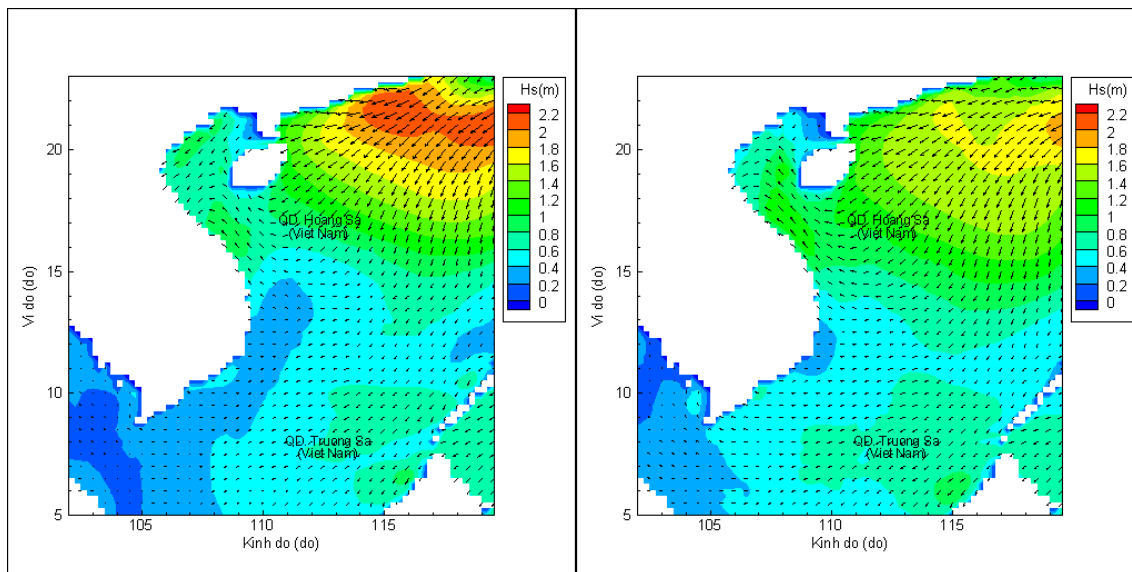 Hs(m)
2.2
2
1.8
1.6
1.4
1.2
1
0.8
0.6
0.4
0.2
0
Vi do (do)
20
15
10
5
QD. Hoang Sa
(Viet Nam)
QD. Truong Sa
(Viet Nam)
105
110
115
Kinh do (do)
Hs(m)
2.2
2
1.8
1.6
1.4
1.2
1
0.8
0.6
0.4
0.2
0
Vi do (do)
20
15
10
5
QD. Hoang Sa
(Viet Nam)
QD. Truong Sa
(Viet Nam)
105
110
115
Kinh do (do)